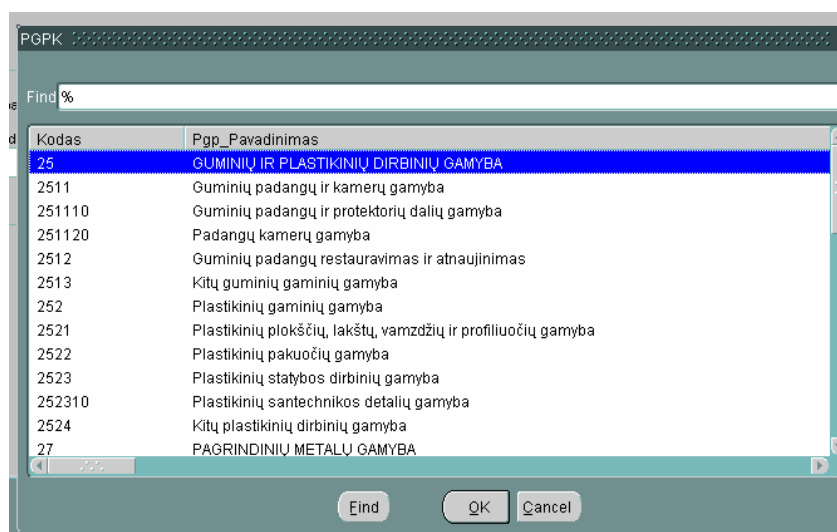 PGPK
Find %
Kodas Pgp_Pavadinimas
25 GUMINIŲ IR PLASTIKINIŲ DIRBINIŲ GAMYBA
2511 Guminių padangų ir kamerų gamyba
251110 Guminių padangų ir protektorių dalių gamyba
251120 Padangų kamerų gamyba
2512 Guminių padangų restauravimas ir atnaujinimas
2513 Kitų guminių gaminių gamyba
252 Plastikinių gaminių gamyba
2521 Plastikinių plokščių, lakštų, vamzdžių ir profiliuočių gamyba
2522 Plastikinių pakuočių gamyba
2523 Plastikinių statybos dirbinių gamyba
252310 Plastikinių santechnikos detalių gamyba
2524 Kitų plastikinių dirbinių gamyba
27 PAGRINDINIŲ METALŲ GAMYBA
Find OK Cancel